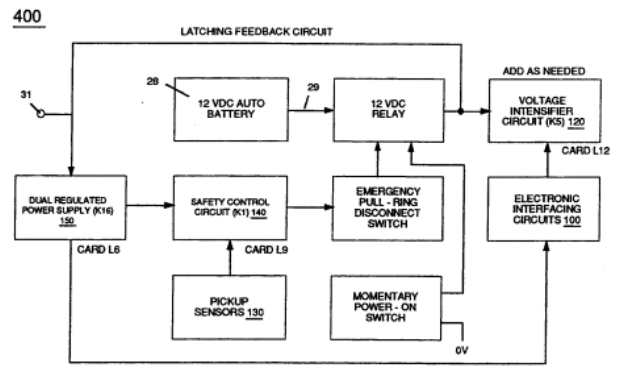 400
LATCHING FEEDBACK CIRCUIT
31
28
29
ADD AS NEEDED
12 VDC AUTO
BATTERY
12 VDC
RELAY
VOLTAGE
INTENSIFIER
CIRCUIT (K5) 120
CARD L12
DUAL REGULATED
POWER SUPPLY (K16)
150
CARD L6
SAFETY CONTROL
CIRCUIT (K1) 140
CARD L9
EMERGENCY
PULL - RING
DISCONNECT
SWITCH
ELECTRONIC
INTERFACING
CIRCUITS 100
PICKUP
SENSORS 130
MOMENTARY
POWER - ON
SWITCH
0V